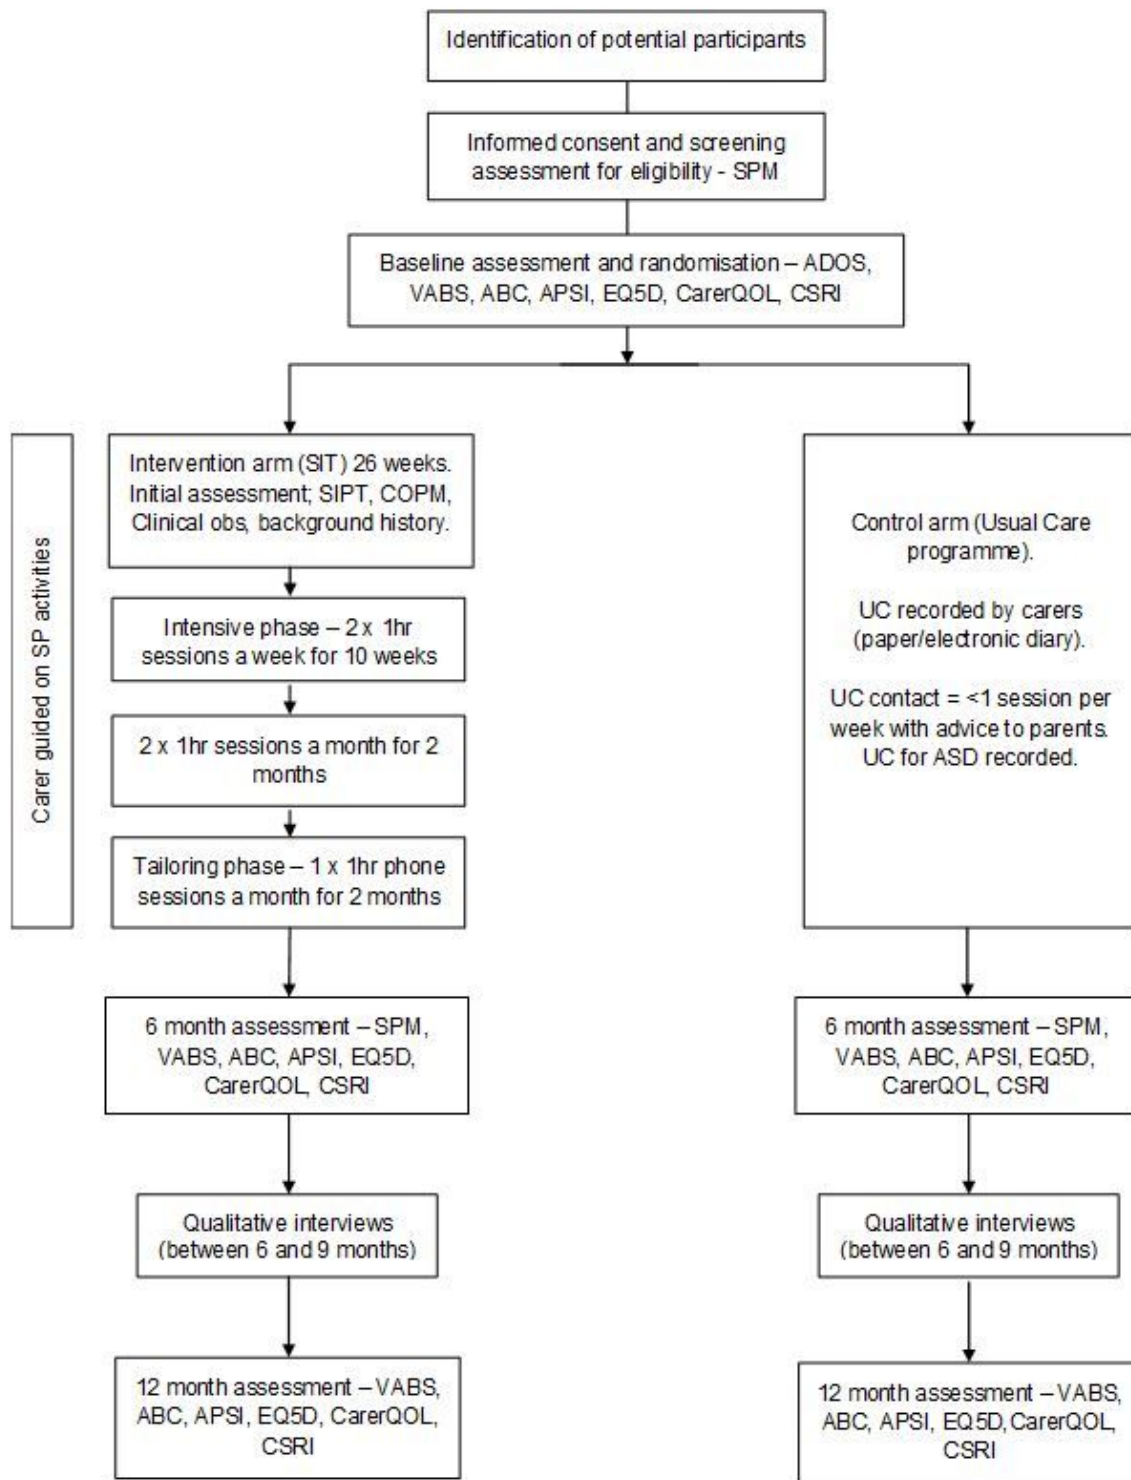 Identification of potential participants
Informed consent and screening
assessment for eligibility - SPM
Baseline assessment and randomisation – ADOS,
VABS, ABC, APSI, EQ5D, CarerQOL, CSRI
Carer guided on SP activities
Intervention arm (SIT) 26 weeks.
Initial assessment; SIPT, COPM,
Clinical obs, background history.
Intensive phase – 2 x 1hr
sessions a week for 10 weeks
2 x 1hr sessions a month for 2
months
Tailoring phase – 1 x 1hr phone
sessions a month for 2 months
6 month assessment – SPM,
VABS, ABC, APSI, EQ5D,
CarerQOL, CSRI
Qualitative interviews
(between 6 and 9 months)
12 month assessment – VABS,
ABC, APSI, EQ5D, CarerQOL,
CSRI
Control arm (Usual Care
programme).
UC recorded by carers
(paper/electronic diary).
UC contact = <1 session per
week with advice to parents.
UC for ASD recorded.
6 month assessment – SPM,
VABS, ABC, APSI, EQ5D,
CarerQOL, CSRI
Qualitative interviews
(between 6 and 9 months)
12 month assessment – VABS,
ABC, APSI, EQ5D,CarerQOL,
CSRI